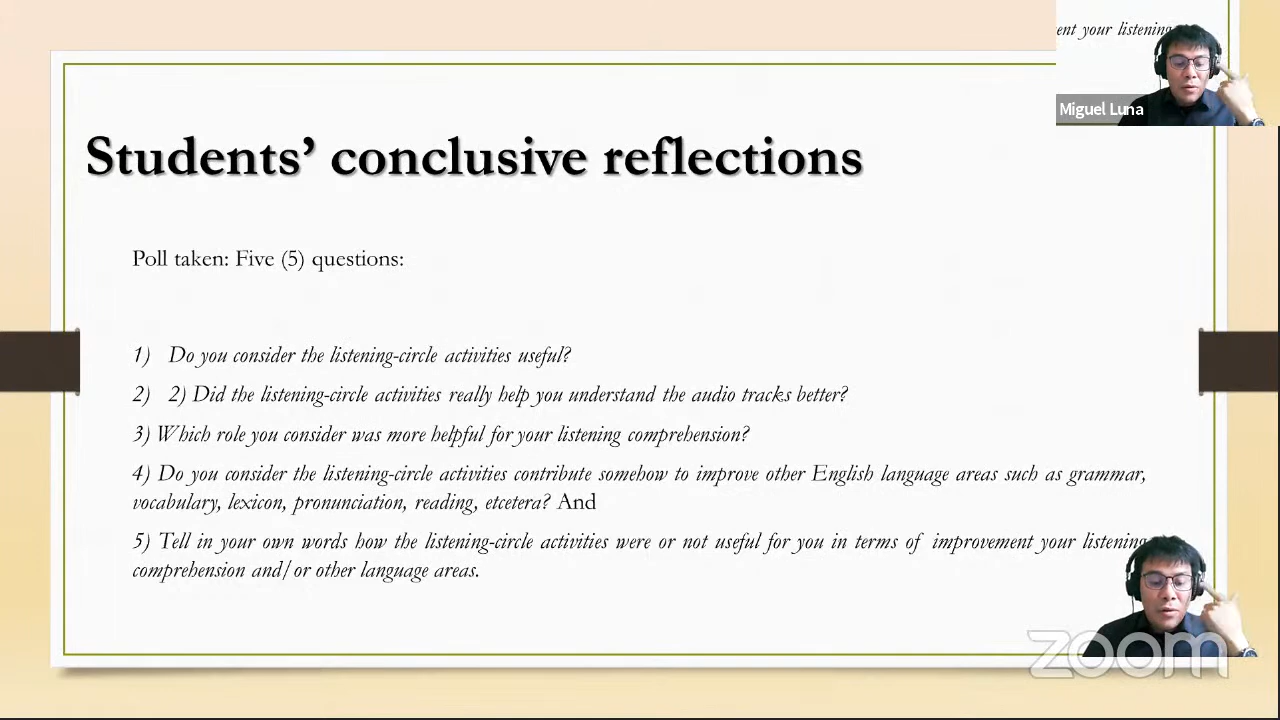 ent your listening
Miguel Luna
Students’ conclusive reflections
Poll taken: Five (5) questions:
1) Do you consider the listening-circle activities useful?
2) 2) Did the listening-circle activities really help you understand the audio tracks better?
3) Which role you consider was more helpful for your listening comprehension?
4) Do you consider the listening-circle activities contribute somehow to improve other English language areas such as grammar,
vocabulary, lexicon, pronunciation, reading, etcetera? And
5) Tell in your own words how the listening-circle activities were or not useful for you in terms of improvement your listening
comprehension and/or other language areas.
zoom